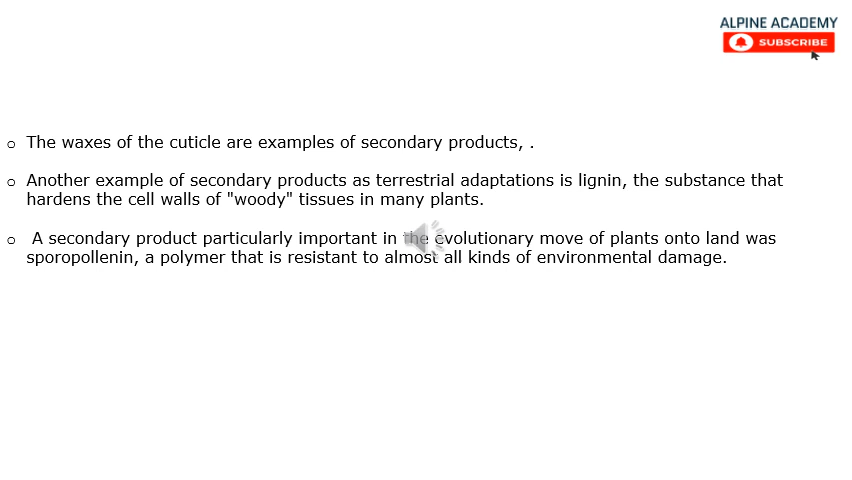 ALPINE ACADEMY
SUBSCRIBE
o The waxes of the cuticle are examples of secondary products, .
o Another example of secondary products as terrestrial adaptations is lignin, the substance that
hardens the cell walls of "woody" tissues in many plants.
o A secondary product particularly important in the evolutionary move of plants onto land was
sporopollenin, a polymer that is resistant to almost all kinds of environmental damage.